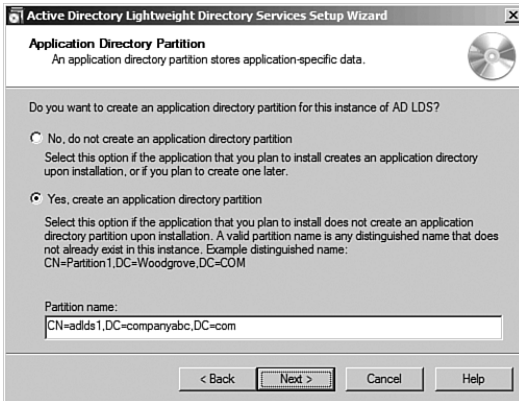 Active Directory Lightweight Directory Services Setup Wizard
Application Directory Partition
An application directory partition stores application-specific data.
Do you want to create an application directory partition for this instance of AD LDS?
No, do not create an application directory partition
Select this option if the application that you plan to install creates an application directory
upon installation, or if you plan to create one later.
Yes, create an application directory partition
Select this option if the application that you plan to install does not create an application
directory partition upon installation. A valid partition name is any distinguished name that does
not already exist in this instance. Example distinguished name:
CN=Partition1,DC=Woodgrove,DC=COM
Partition name:
CN=adlds1,DC=companyabc,DC=com
< Back Next > Cancel Help